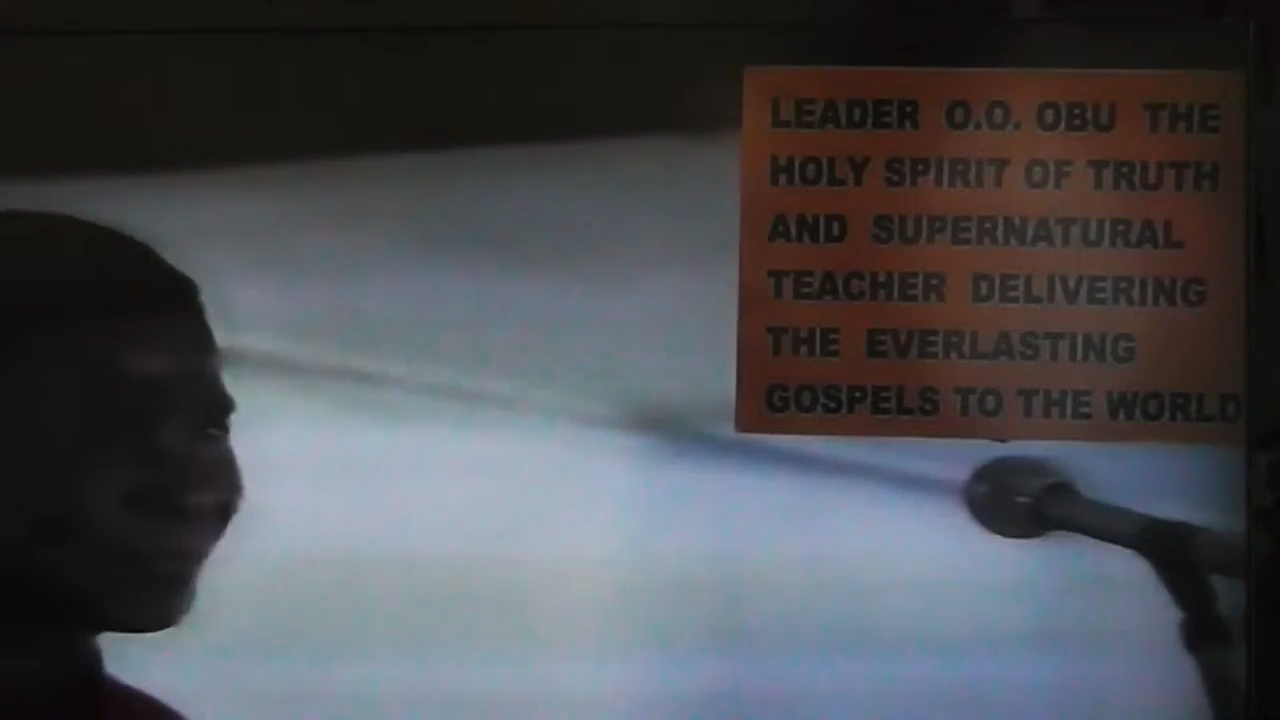 LEADER O.O. OBU THE
HOLY SPIRIT OF TRUTH
AND SUPERNATURAL
TEACHER DELIVERING
THE EVERLASTING
GOSPELS TO THE WORLD